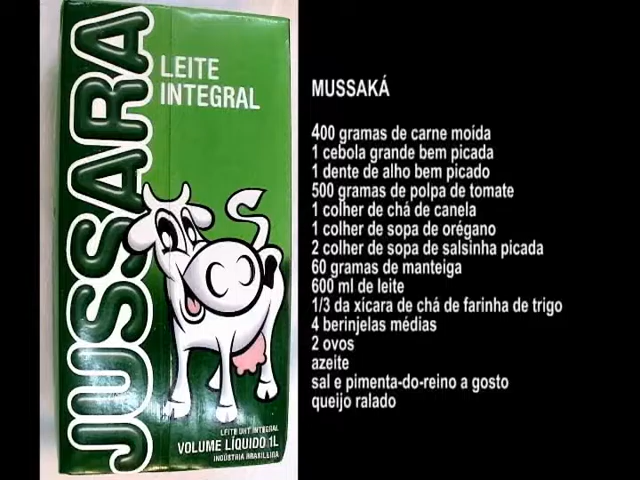 JUSSARA
LEITE
INTEGRAL
LEITE UHT INTEGRAL
VOLUME LÍQUIDO 1L
INDÚSTRIA BRASILEIRA
MUSSAKÁ
400 gramas de carne moída
1 cebola grande bem picada
1 dente de alho bem picado
500 gramas de polpa de tomate
1 colher de chá de canela
1 colher de sopa de orégano
2 colher de sopa de salsinha picada
60 gramas de manteiga
600 ml de leite
1/3 da xícara de chá de farinha de trigo
4 berinjelas médias
2 ovos
azeite
sal e pimenta-do-reino a gosto
queijo ralado